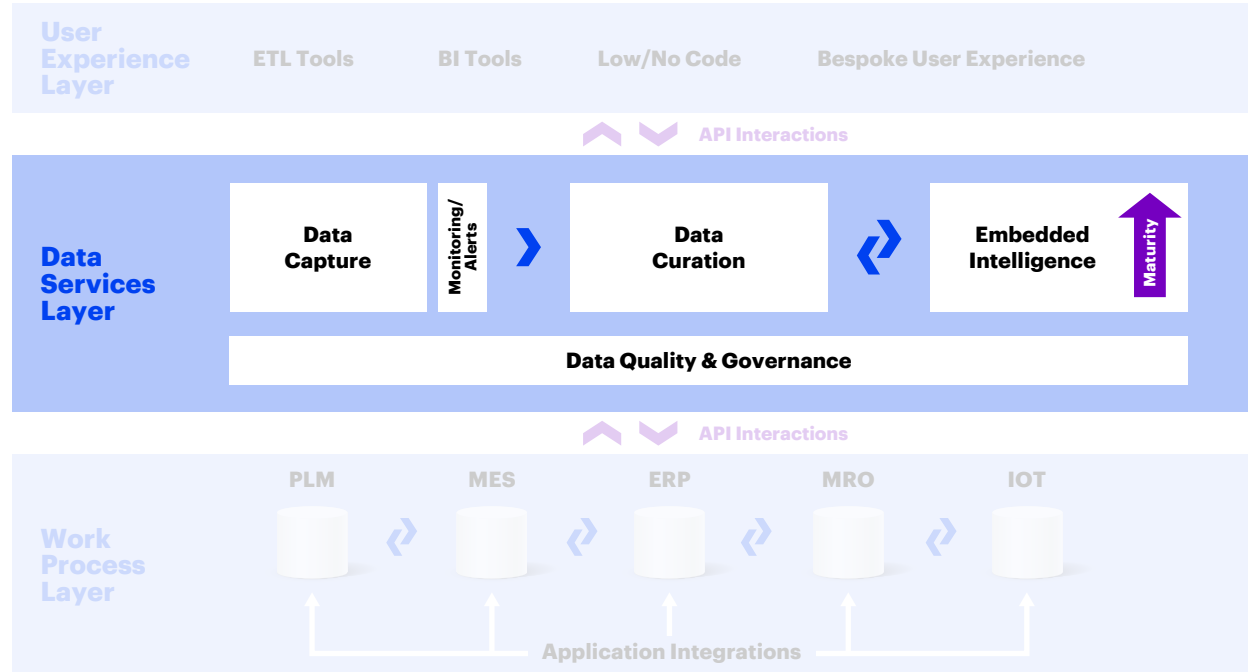 User
Experience
Layer
ETL Tools
BI Tools
Low/No Code
Bespoke User Experience
API Interactions
Data
Services
Layer
Data
Capture
Monitoring/
Alerts
Data
Curation
Embedded
Intelligence
Maturity
Data Quality & Governance
API Interactions
Work
Process
Layer
PLM
MES
ERP
MRO
IOT
Application Integrations